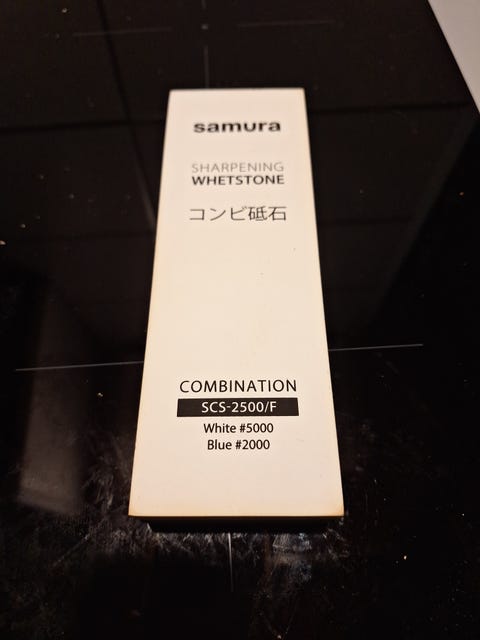 samura
SHARPENING
WHETSTONE
コンビ砥石
COMBINATION
SCS-2500/F
White #5000
Blue #2000